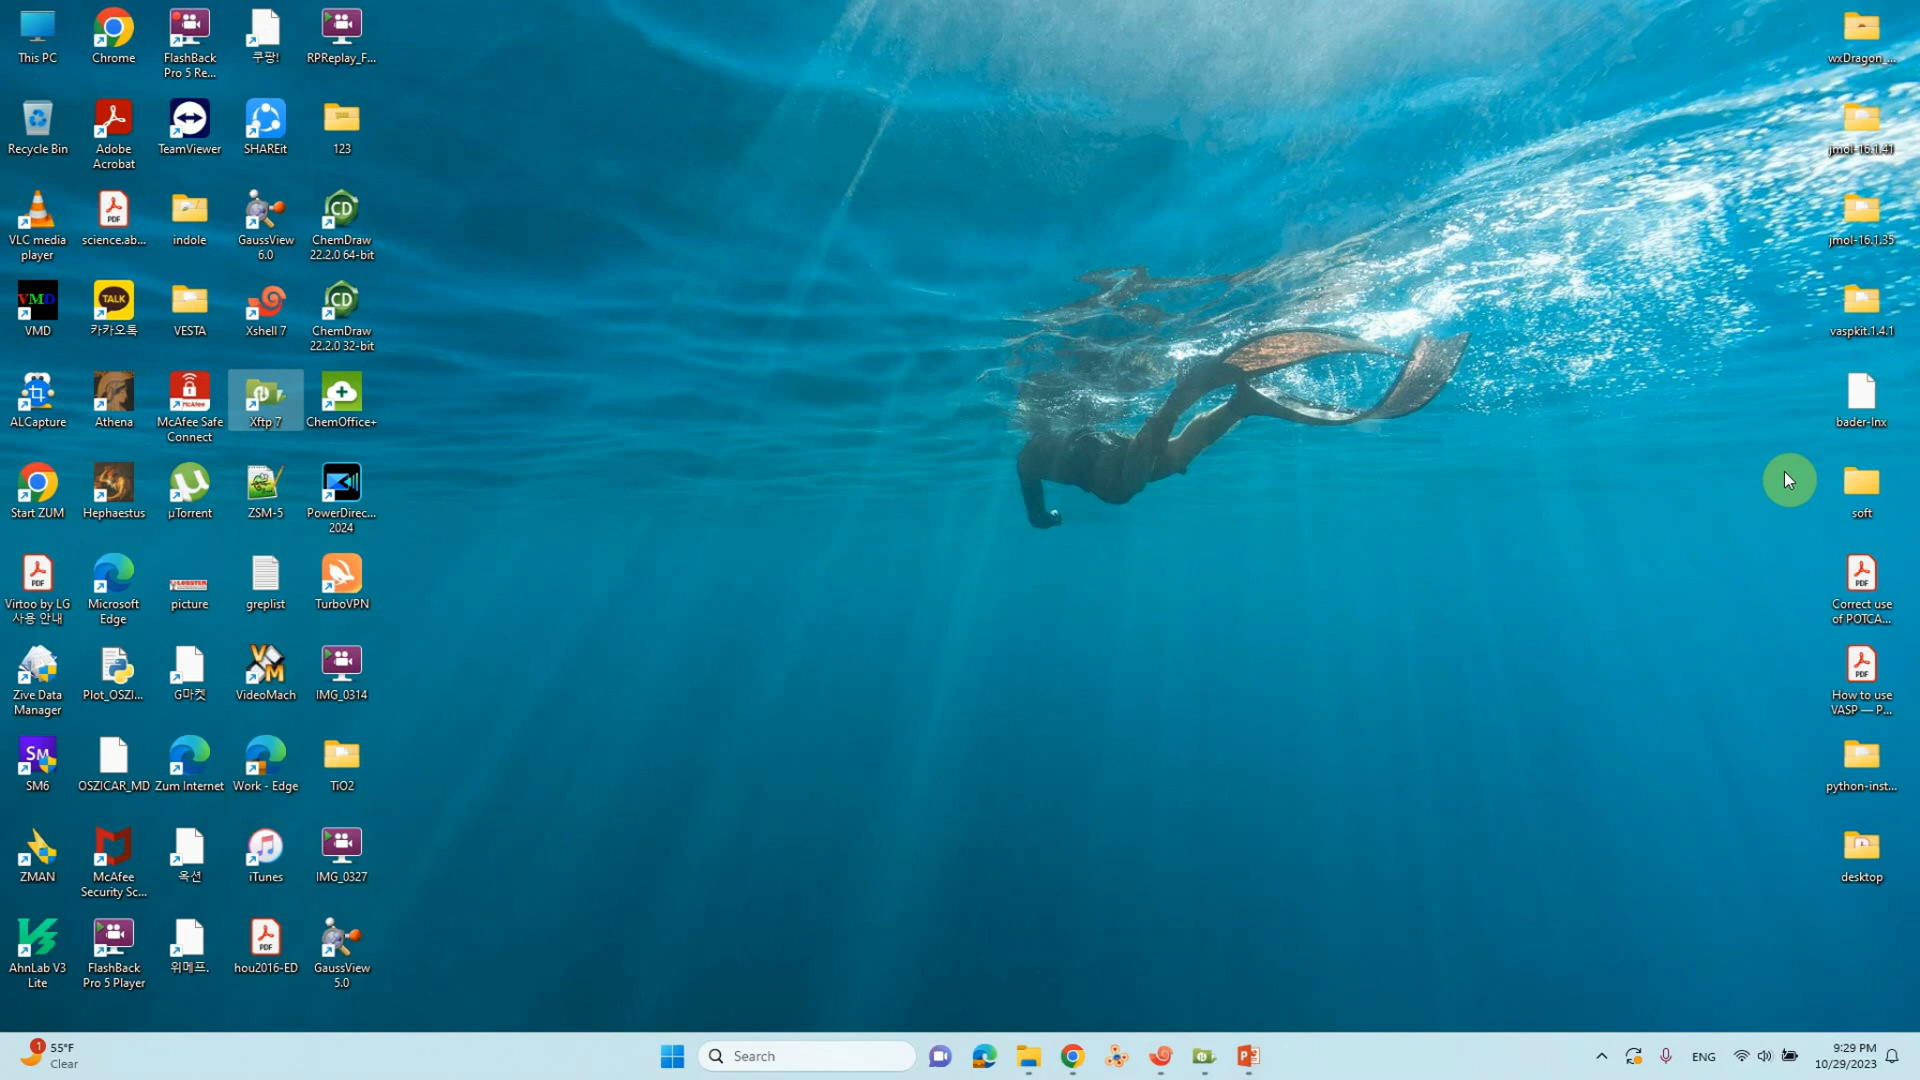 This PC
Chrome
FlashBack
Pro 5 Re...
쿠팡!
RPReplay_F...
wxDragon_...
Recycle Bin
Adobe
Acrobat
TeamViewer
SHAREit
123
jmol-16.1.41
VLC media
player
science.ab...
indole
GaussView
6.0
ChemDraw
22.2.0 64-bit
jmol-16.1.35
VMD
VMD
TALK
카카오톡
VESTA
Xshell 7
ChemDraw
22.2.0 32-bit
vaspkit.1.4.1
ALCapture
Athena
McAfee Safe
Connect
Xftp 7
ChemOffice+
bader-lnx
Start ZUM
Hephaestus
µTorrent
ZSM-5
PowerDirec...
2024
soft
Virtoo by LG
사용 안내
Microsoft
Edge
picture
greplist
TurboVPN
Correct use
of POTCA...
Zive Data
Manager
Plot_OSZI...
G마켓
VideoMach
IMG_0314
How to use
VASP — P...
SM
SM6
OSZICAR_MD
Zum Internet
Work - Edge
TiO2
python-inst...
ZMAN
McAfee
Security Sc...
옥션
iTunes
IMG_0327
desktop
AhnLab V3
Lite
FlashBack
Pro 5 Player
위메프.
hou2016-ED
GaussView
5.0
1
55°F
Clear
Search
ENG
9:29 PM
10/29/2023